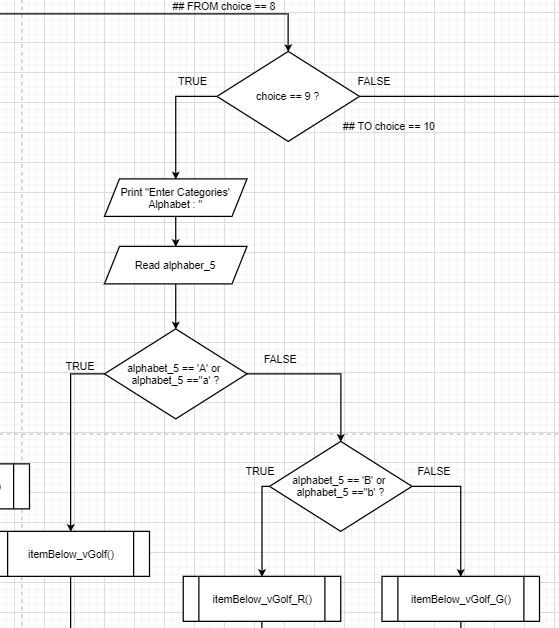 ## FROM choice == 8
TRUE
FALSE
choice == 9 ?
## TO choice == 10
Print "Enter Categories'
Alphabet : "
Read alphaber_5
TRUE
FALSE
alphabet_5 == 'A' or
alphabet_5 =="a' ?
TRUE
FALSE
alphabet_5 == 'B' or
alphabet_5 =="b' ?
itemBelow_vGolf()
itemBelow_vGolf_R()
itemBelow_vGolf_G()